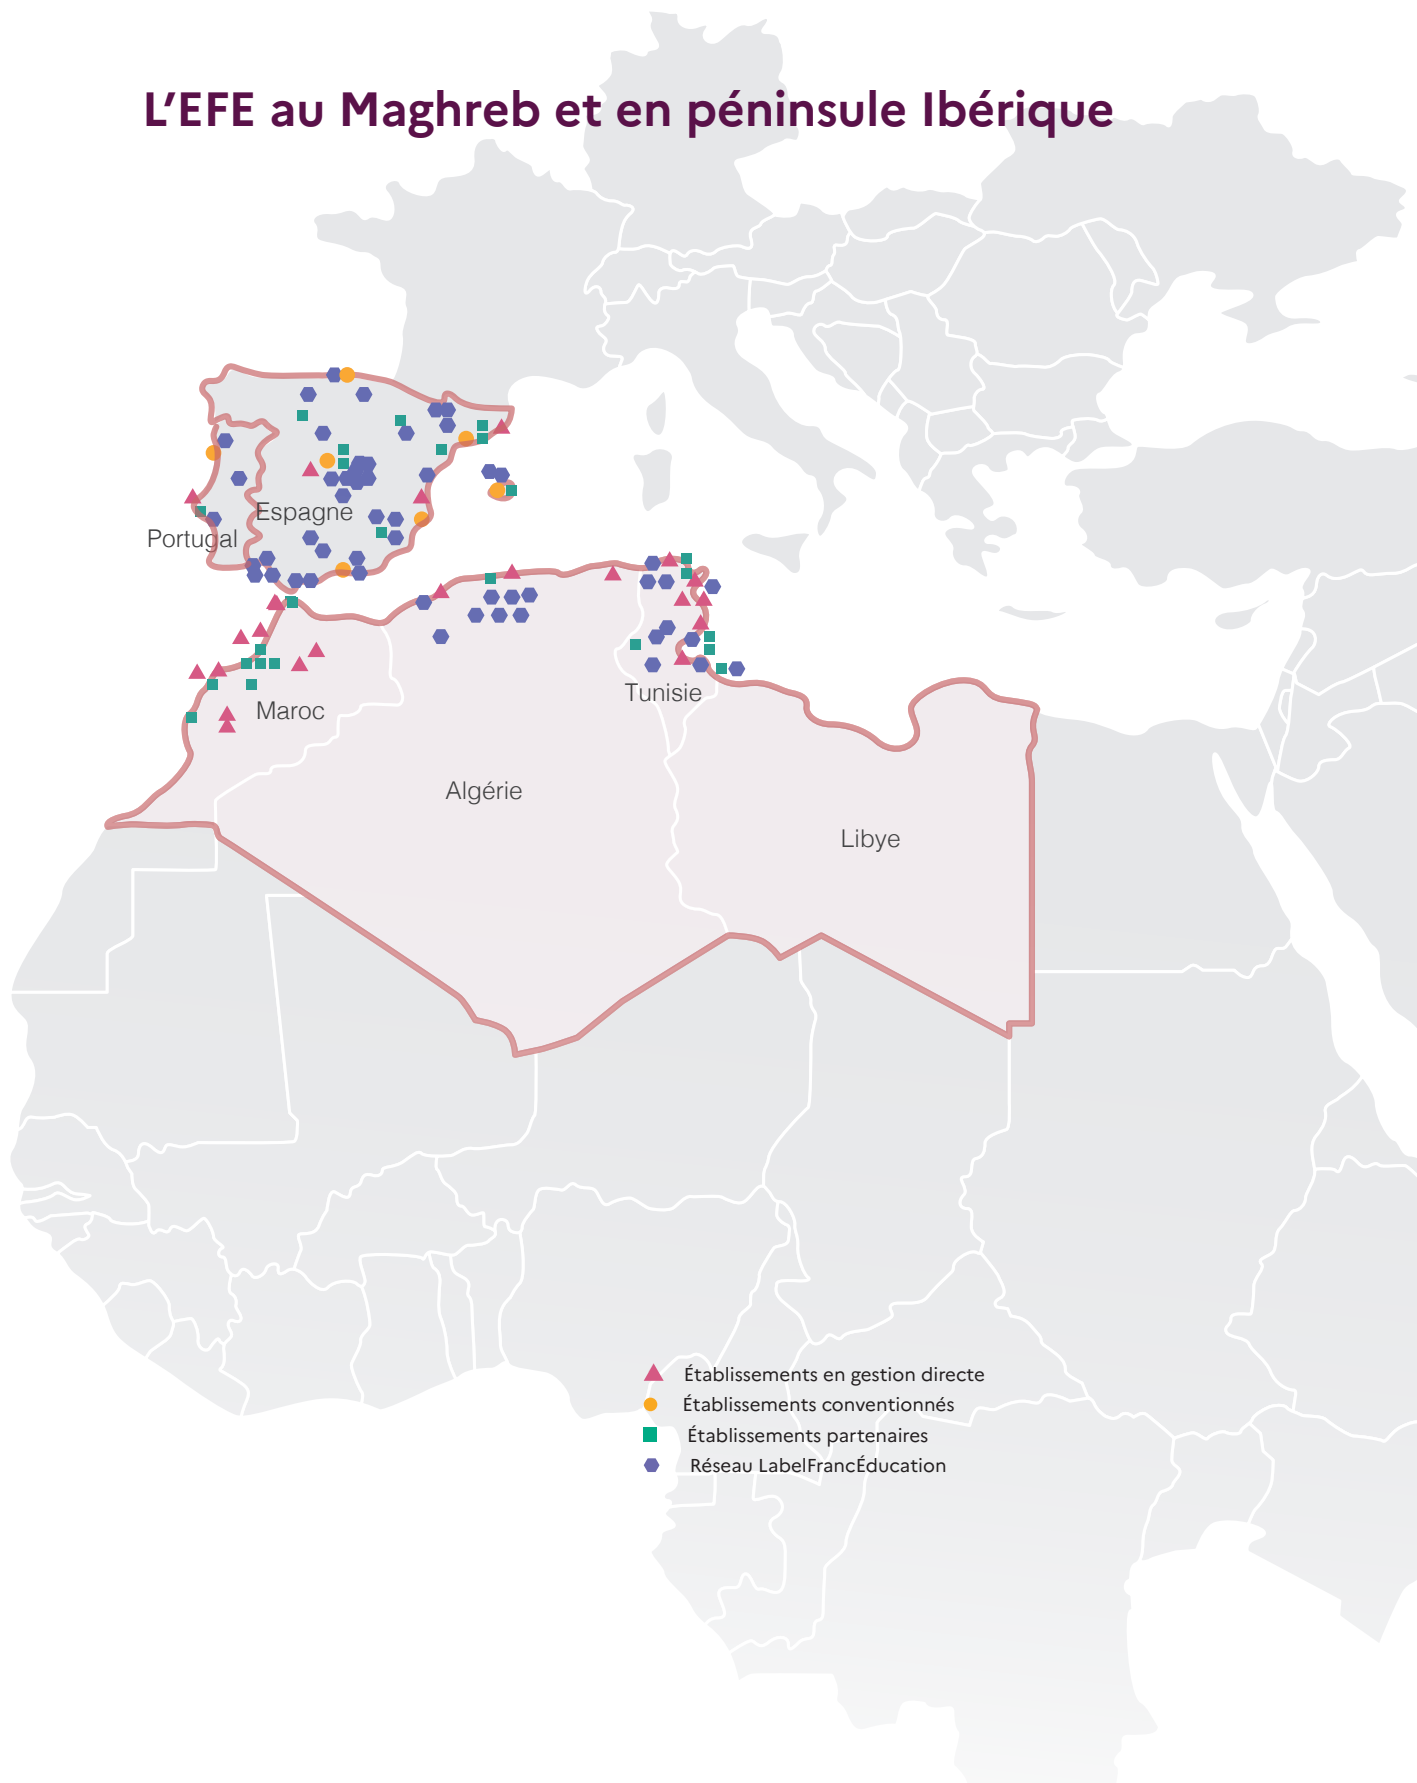 L’EFE au Maghreb et en péninsule Ibérique
Espagne
Portugal
Tunisie
Maroc
Algérie
Libye
Établissements en gestion directe
Établissements conventionnés
Établissements partenaires
Réseau LabelFrancÉducation